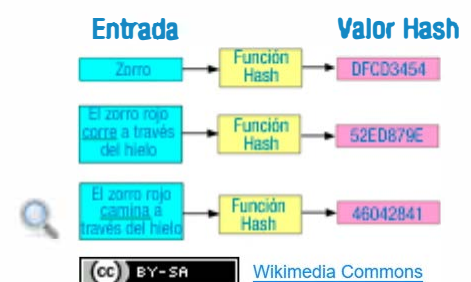 Entrada
Valor Hash
Zorro
Función
Hash
DFCD3454
El zorro rojo
corre a través
del hielo
Función
Hash
52ED879E
El zorro rojo
camina a
través del hielo
Función
Hash
46042841
(cc) BY-SA
Wikimedia Commons